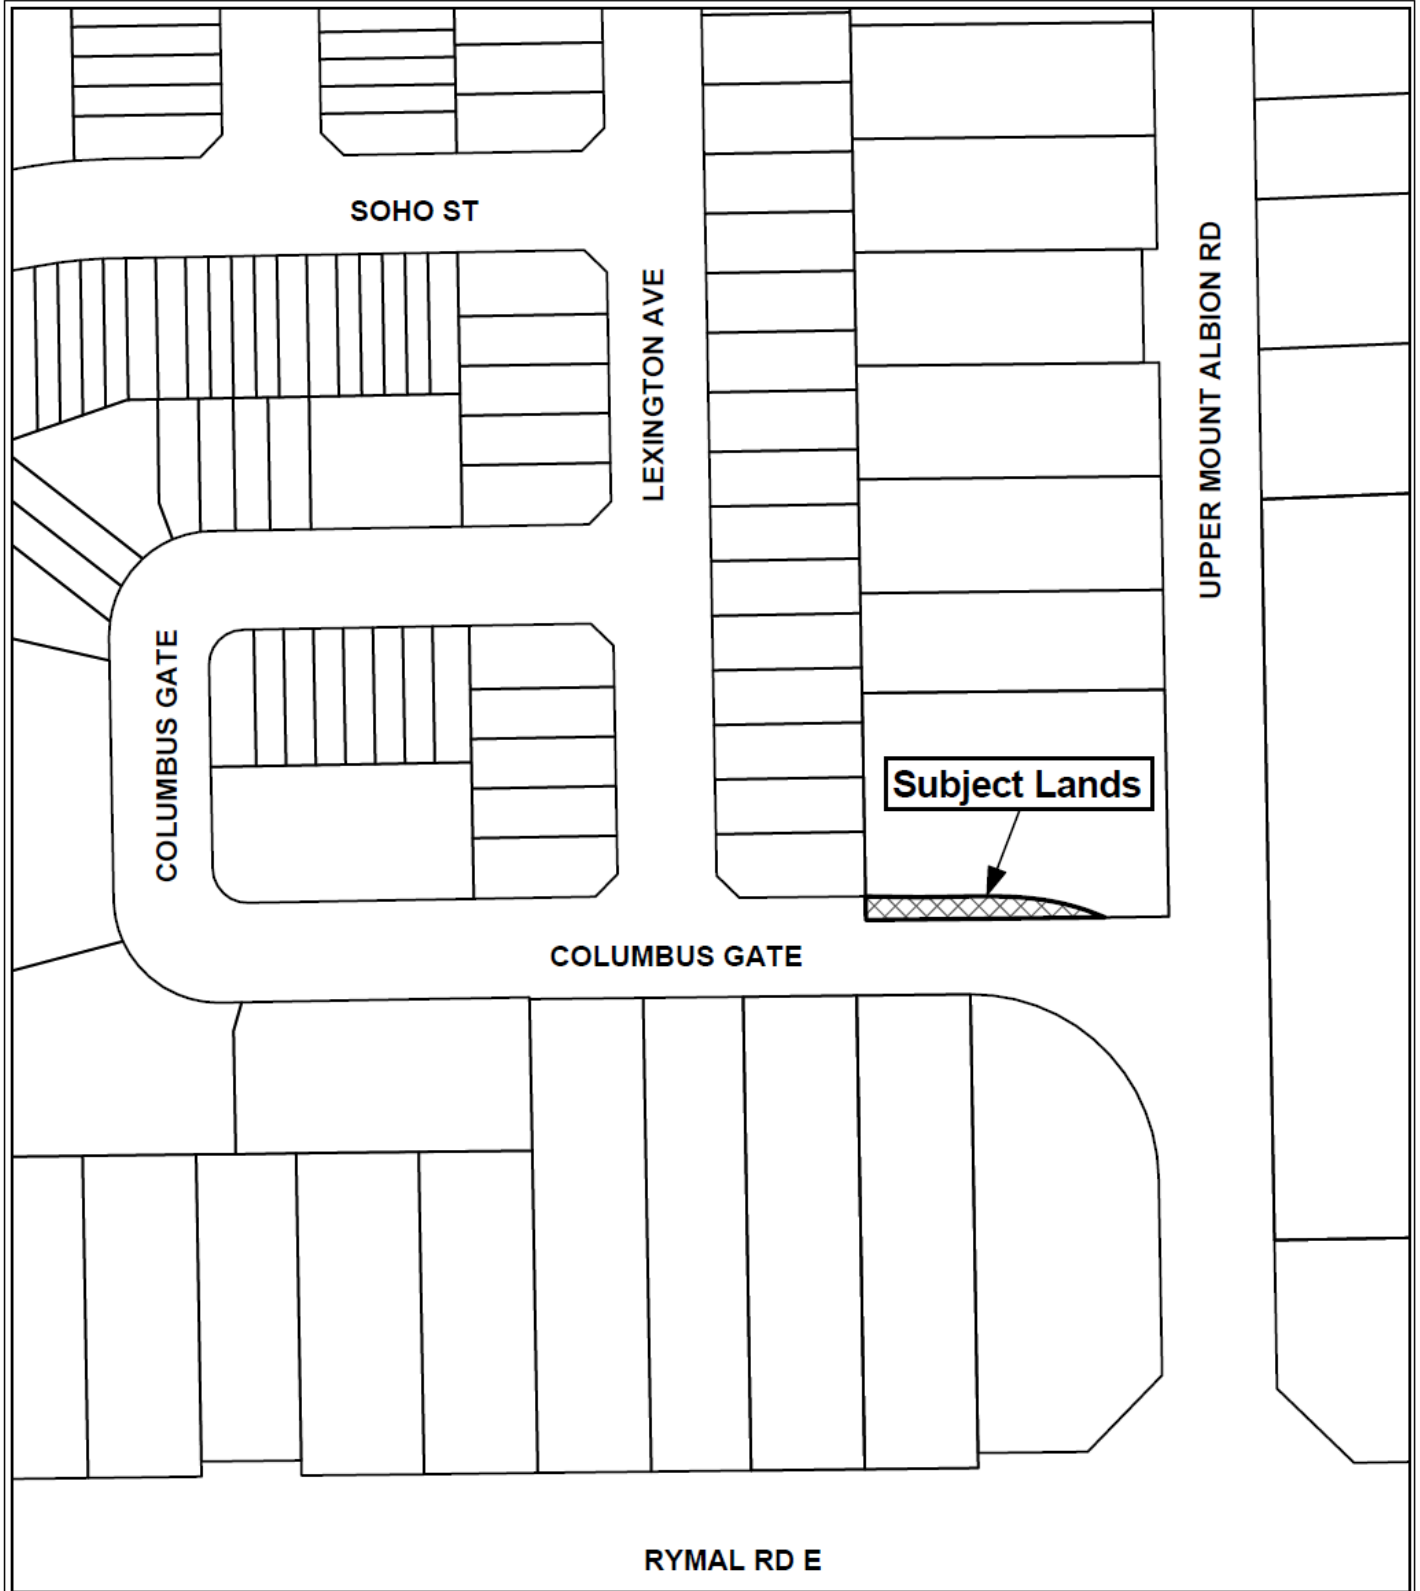 SOHO ST
LEXINGTON AVE
UPPER MOUNT ALBION RD
COLUMBUS GATE
Subject Lands
COLUMBUS GATE
RYMAL RD E